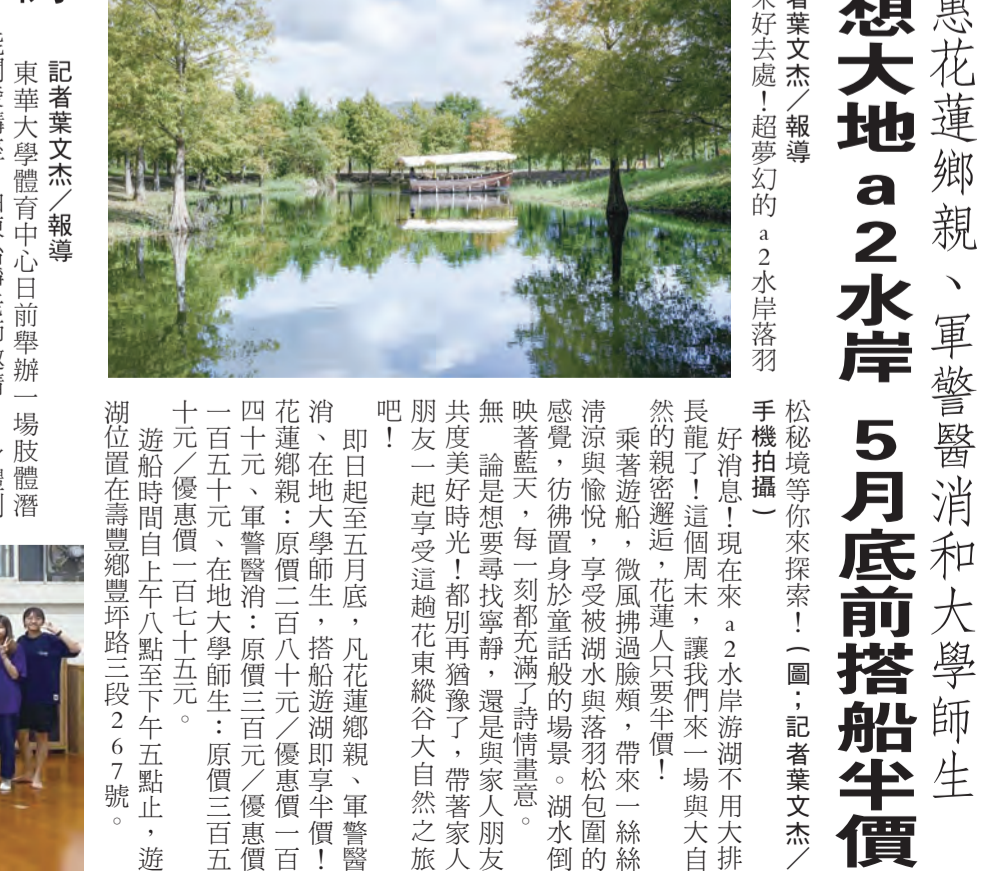 惠花蓮鄉親、軍警醫消和大學師生
想大地a2水岸 5月底前搭船半價
者葉文杰／報導
來好去處！超夢幻的a2水岸落羽
松秘境等你來探索！(圖；記者葉文杰／
手機拍攝)
好消息！現在來a2水岸游湖不用大排
長龍了！這個周末，讓我們來一場與大自
然的親密邂逅，花蓮人只要半價！
乘著遊船，微風拂過臉頰，帶來一絲絲
清涼與愉悅，享受被湖水與落羽松包圍的
感覺，彷彿置身於童話般的場景。湖水倒
映著藍天，每一刻都充滿了詩情畫意。
無　論是想要尋找寧靜，還是與家人朋友
共度美好時光！都別再猶豫了，帶著家人
朋友一起享受這趟花東縱谷大自然之旅
吧！
即日起至五月底，凡花蓮鄉親、軍警醫
消、在地大學師生，搭船遊湖即享半價！
花蓮鄉親：原價二百八十元／優惠價一百
四十元、軍警醫消：原價三百元／優惠價
一百五十元、在地大學師生：原價三百五
十元／優惠價一百七十五元。
遊船時間自上午八點至下午五點止，遊
湖位置在壽豐鄉豐坪路三段267號。
記者葉文杰／報導
東華大學體育中心日前舉辦一場肢體潛